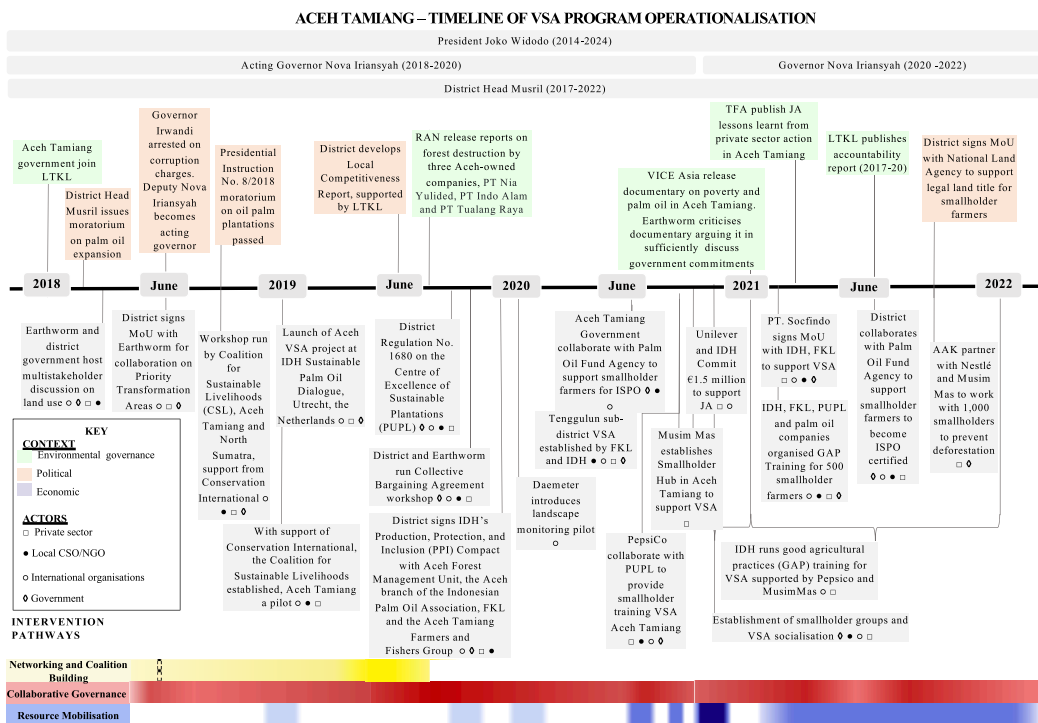 ACEH TAMIANG – TIMELINE OF VSA PROGRAM OPERATIONALISATION
President Joko Widodo (2014-2024)
Acting Governor Nova Iriansyah (2018-2020)
Governor Nova Iriansyah (2020 -2022)
District Head Musril (2017-2022)
Aceh Tamiang
government join
LTKL
District Head
Musril issues
moratorium
on palm oil
expansion
Governor
Irwandi
arrested on
corruption
charges.
Deputy Nova
Iriansyah
becomes
acting
governor
Presidential
Instruction
No. 8/2018
moratorium
on oil palm
plantations
passed
District develops
Local
Competitiveness
Report, supported
by LTKL
RAN release reports on
forest destruction by
three Aceh-owned
companies, PT Nia
Yulided, PT Indo Alam
and PT Tualang Raya
VICE Asia release
documentary on poverty and
palm oil in Aceh Tamiang.
Earthworm criticises
documentary arguing it in
sufficiently discuss
government commitments
TFA publish JA
lessons learnt from
private sector action
in Aceh Tamiang
LTKL publishes
accountability
report (2017-20)
District signs MoU
with National Land
Agency to support
legal land title for
smallholder
farmers
2018
June
2019
June
2020
June
2021
June
2022
Earthworm and
district
government host
multistakeholder
discussion on
land use ○ ◊ □ ●
District signs
MoU with
Earthworm for
collaboration on
Priority
Transformation
Areas ○ □ ◊
Workshop run
by Coalition
for
Sustainable
Livelihoods
(CSL), Aceh
Tamiang and
North
Sumatra,
support from
Conservation
International ○
● □ ◊
Launch of Aceh
VSA project at
IDH Sustainable
Palm Oil
Dialogue,
Utrecht, the
Netherlands ○ □ ◊
With support of
Conservation International,
the Coalition for
Sustainable Livelihoods
established, Aceh Tamiang
a pilot ○ ● □
District
Regulation No.
1680 on the
Centre of
Excellence of
Sustainable
Plantations
(PUPL) ◊ ○ ● □
District and Earthworm
run Collective
Bargaining Agreement
workshop ◊ ○ ● □
District signs IDH's
Production, Protection, and
Inclusion (PPI) Compact
with Aceh Forest
Management Unit, the Aceh
branch of the Indonesian
Palm Oil Association, FKL
and the Aceh Tamiang
Farmers and
Fishers Group ○ ◊ □ ●
Aceh Tamiang
Government
collaborate with Palm
Oil Fund Agency to
support smallholder
farmers for ISPO ◊ ●
○
Tenggulun sub-
district VSA
established by FKL
and IDH ● ○ □ ◊
Daemeter
introduces
landscape
monitoring pilot
○
PepsiCo
collaborate with
PUPL to
provide
smallholder
training VSA
Aceh Tamiang
□ ● ○ ◊
Musim Mas
establishes
Smallholder
Hub in Aceh
Tamiang to
support VSA
□
Unilever
and IDH
Commit
€1.5 million
to support
JA □ ○
PT. Socfindo
signs MoU
with IDH, FKL
to support VSA
□ ○ ● ◊
IDH, FKL, PUPL
and palm oil
companies
organised GAP
Training for 500
smallholder
farmers ○ ● □ ◊
District
collaborates
with Palm
Oil Fund
Agency to
support
smallholder
farmers to
become
ISPO
certified
◊ ○ ● □
AAK partner
with Nestlé
and Musim
Mas to work
with 1,000
smallholders
to prevent
deforestation
□ ◊
IDH runs good agricultural
practices (GAP) training for
VSA supported by Pepsico and
MusimMas ○ □
Establishment of smallholder groups and
VSA socialisation ◊ ● ○ □
KEY
CONTEXT
Environmental governance
Political
Economic
ACTORS
□ Private sector
● Local CSO/NGO
○ International organisations
◊ Government
INTERVENTION
PATHWAYS
Networking and Coalition
Building
Collaborative Governance
Resource Mobilisation